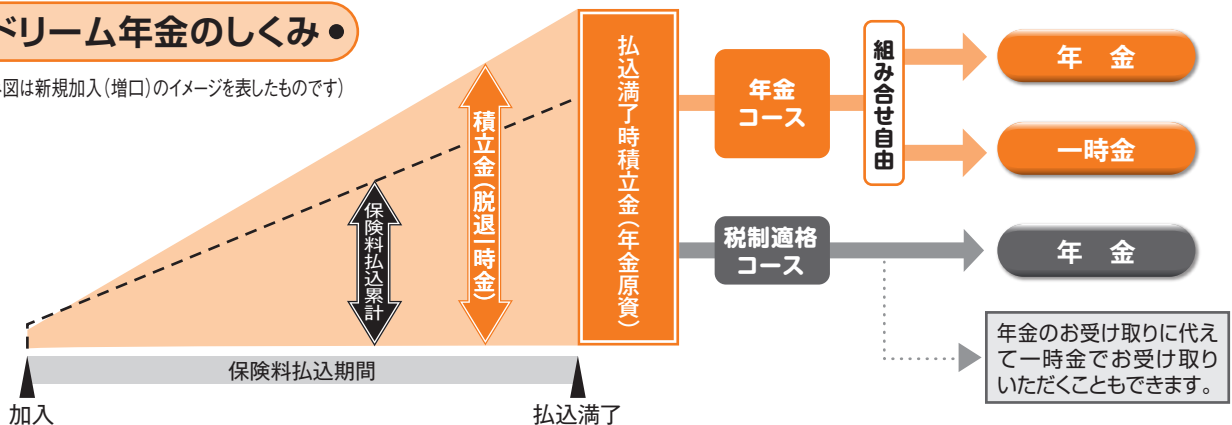 ドリーム年金のしくみ●
図は新規加入(増口)のイメージを表したものです)
積立金(脱退一時金)
保険料払込累計
払込満了時積立金(年金原資)
年金
コース
組み合せ自由
年 金
一時金
税制適格
コース
年 金
年金のお受け取りに代え
て一時金でお受け取り
いただくこともできます。
保険料払込期間
加入
払込満了